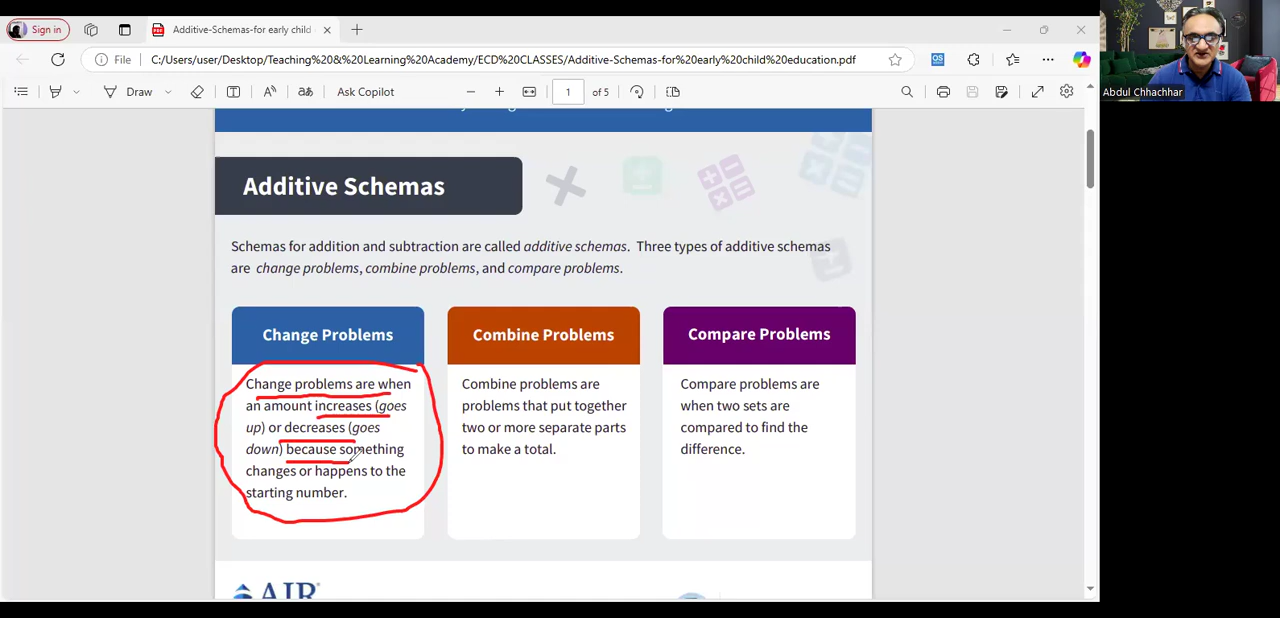 Sign in
Additive-Schemas-for early child
File
C:/Users/user/Desktop/Teaching%20&%20Learning%20Academy/ECD%20CLASSES/Additive-Schemas-for%20early%20child%20education.pdf
Draw
Ask Copilot
1 of 5
Abdul Chhachhar
Additive Schemas
Schemas for addition and subtraction are called additive schemas. Three types of additive schemas
are change problems, combine problems, and compare problems.
Change Problems
Change problems are when
an amount increases (goes
up) or decreases (goes
down) because something
changes or happens to the
starting number.
Combine Problems
Combine problems are
problems that put together
two or more separate parts
to make a total.
Compare Problems
Compare problems are
when two sets are
compared to find the
difference.
AIR